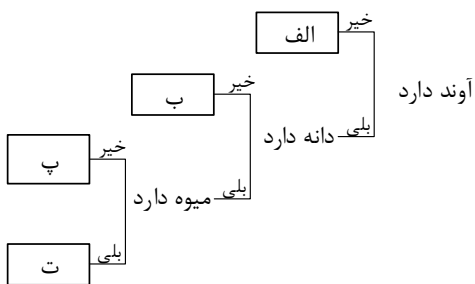 الف
خیر
آوند دارد
ب
خیر
بلی
دانه دارد
پ
خیر
بلی
میوه دارد
بلی
ت